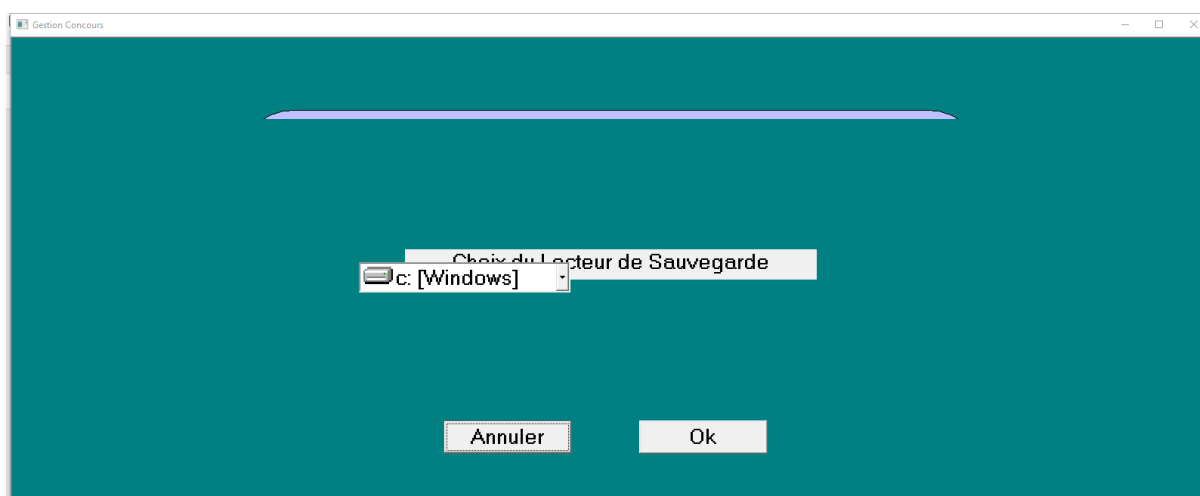 Gestion Concours
Choix du Lecteur de Sauvegarde
c: [Windows]
Annuler
Ok